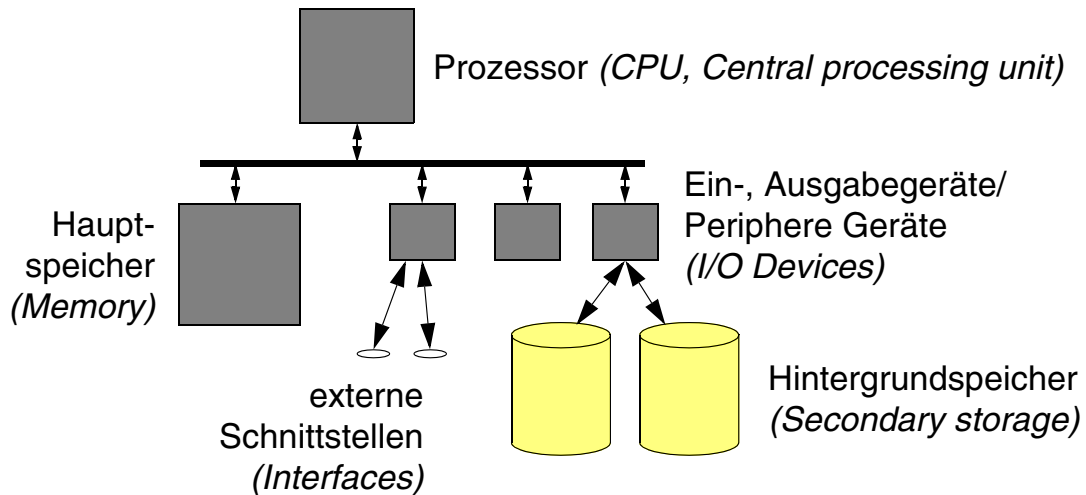 Prozessor (CPU, Central processing unit)
Haupt-
speicher
(Memory)
Ein-, Ausgabegeräte/
Periphere Geräte
(I/O Devices)
externe
Schnittstellen
(Interfaces)
Hintergrundspeicher
(Secondary storage)